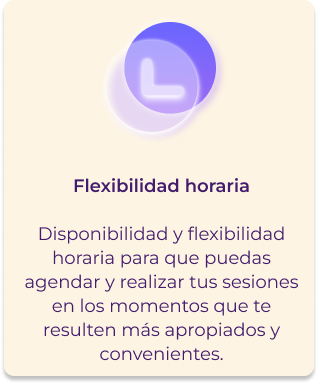 Flexibilidad horaria
Disponibilidad y flexibilidad
horaria para que puedas
agendar y realizar tus sesiones
en los momentos que te
resulten más apropiados y
convenientes.